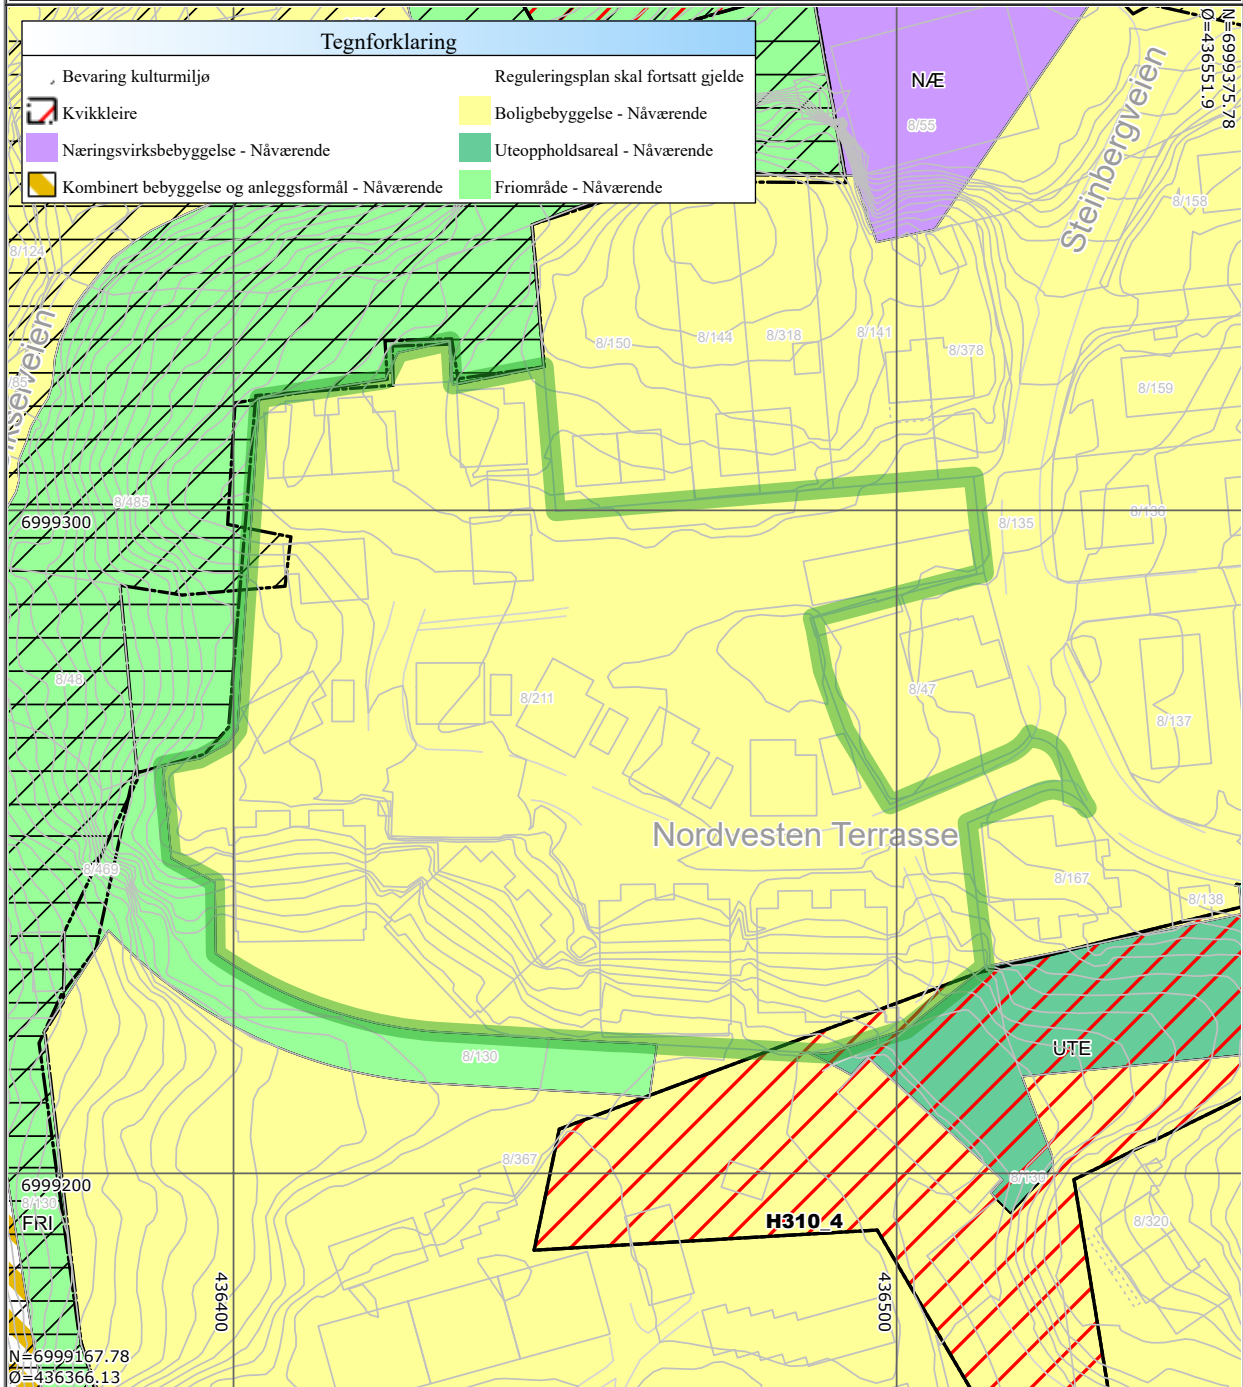 Tegnforklaring
Bevaring kulturmiljø
Reguleringsplan skal fortsatt gjelde
Kvikkleire
Boligbebyggelse - Nåværende
Næringsvirksbebyggelse - Nåværende
Uteoppholdsareal - Nåværende
Kombinert bebyggelse og anleggsformål - Nåværende
Friområde - Nåværende
N=6999375.78
Ø=436551.9
NÆ
8/55
Steinbergveien
8/158
8/124
8/150
8/144
8/318
8/141
8/378
8/159
8/485
6999300
8/135
8/136
8/48
8/211
8/47
8/137
Nordvesten Terrasse
8/469
8/167
8/138
8/130
UTE
8/367
8/130
6999200
8/130
FRI
H310_4
8/320
436400
436500
N=6999167.78
Ø=436366.13